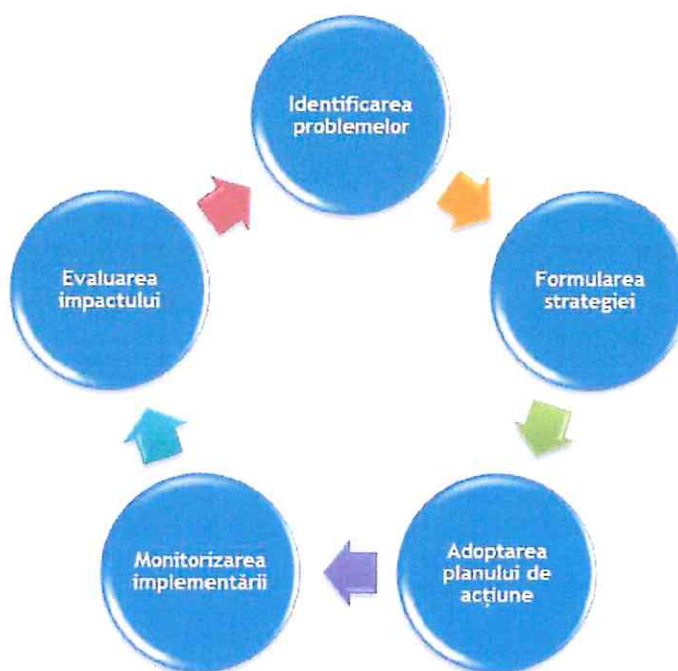 Identificarea
problemelor
Formularea
strategiei
Adoptarea
planului de
acțiune
Monitorizarea
implementării
Evaluarea
impactului